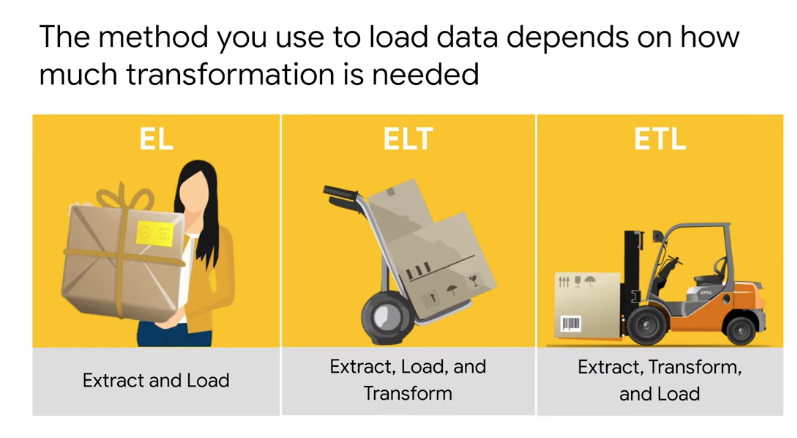 The method you use to load data depends on how
much transformation is needed
EL
ELT
ETL
Extract and Load
Extract, Load, and
Transform
Extract, Transform,
and Load